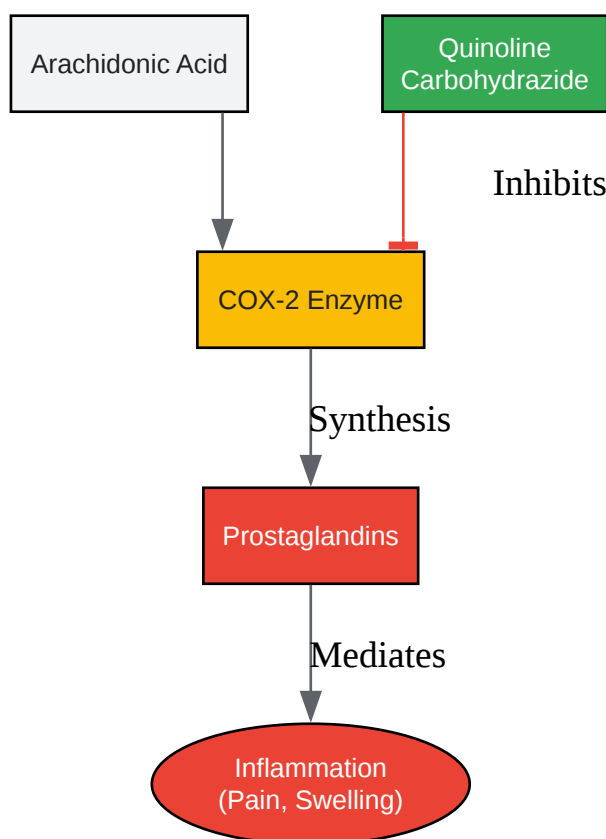 Arachidonic Acid
Quinoline
Carbohydrazide
Inhibits
COX-2 Enzyme
Synthesis
Prostaglandins
Mediates
Inflammation
(Pain, Swelling)